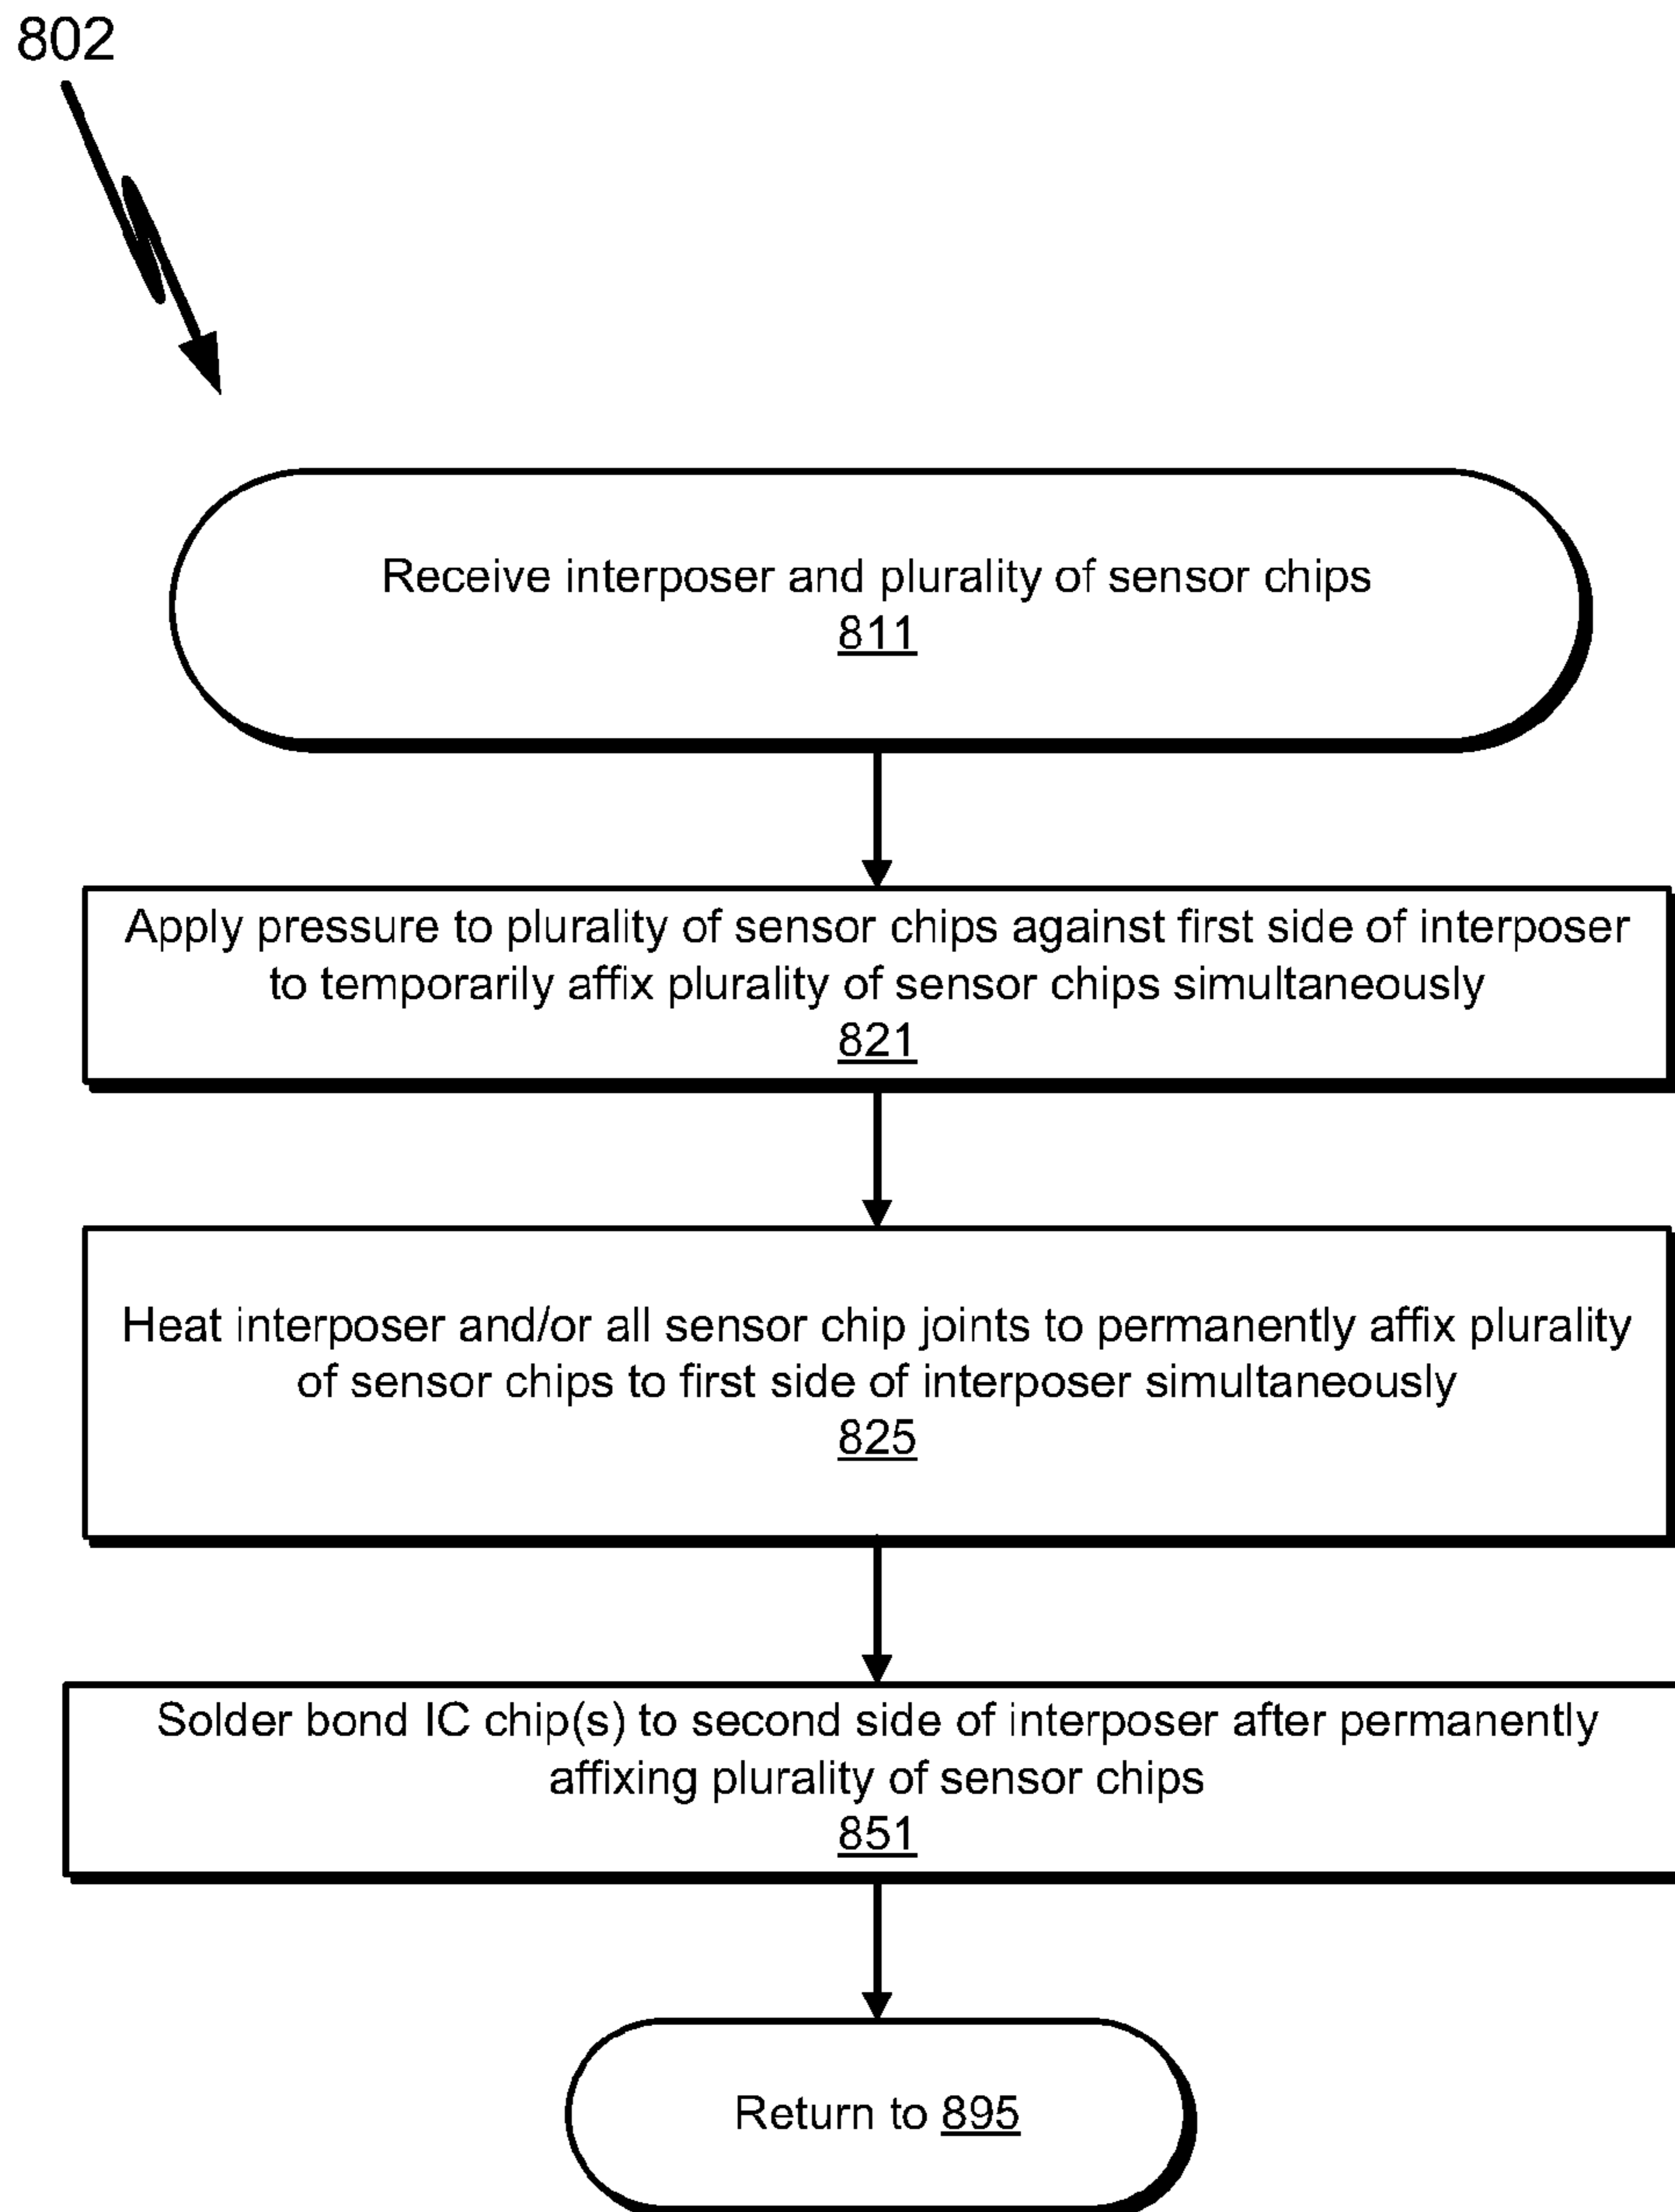 802
Receive interposer and plurality of sensor chips
811
Apply pressure to plurality of sensor chips against first side of interposer
to temporarily affix plurality of sensor chips simultaneously
821
Heat interposer and/or all sensor chip joints to permanently affix plurality
of sensor chips to first side of interposer simultaneously
825
Solder bond IC chip(s) to second side of interposer after permanently
affixing plurality of sensor chips
851
Return to 895